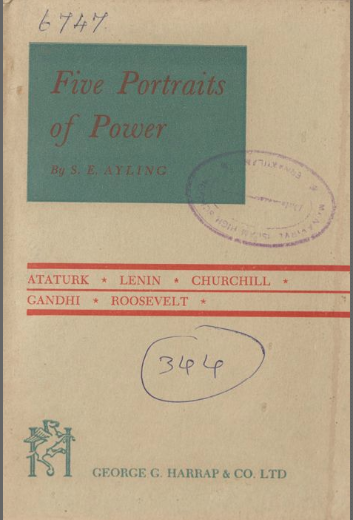 6747.
Five Portraits
of Power
By S. E. AYLING
ATATURK ★ LENIN ★ CHURCHILL ★
GANDHI ★ ROOSEVELT ★
344
GEORGE G. HARRAP & CO. LTD